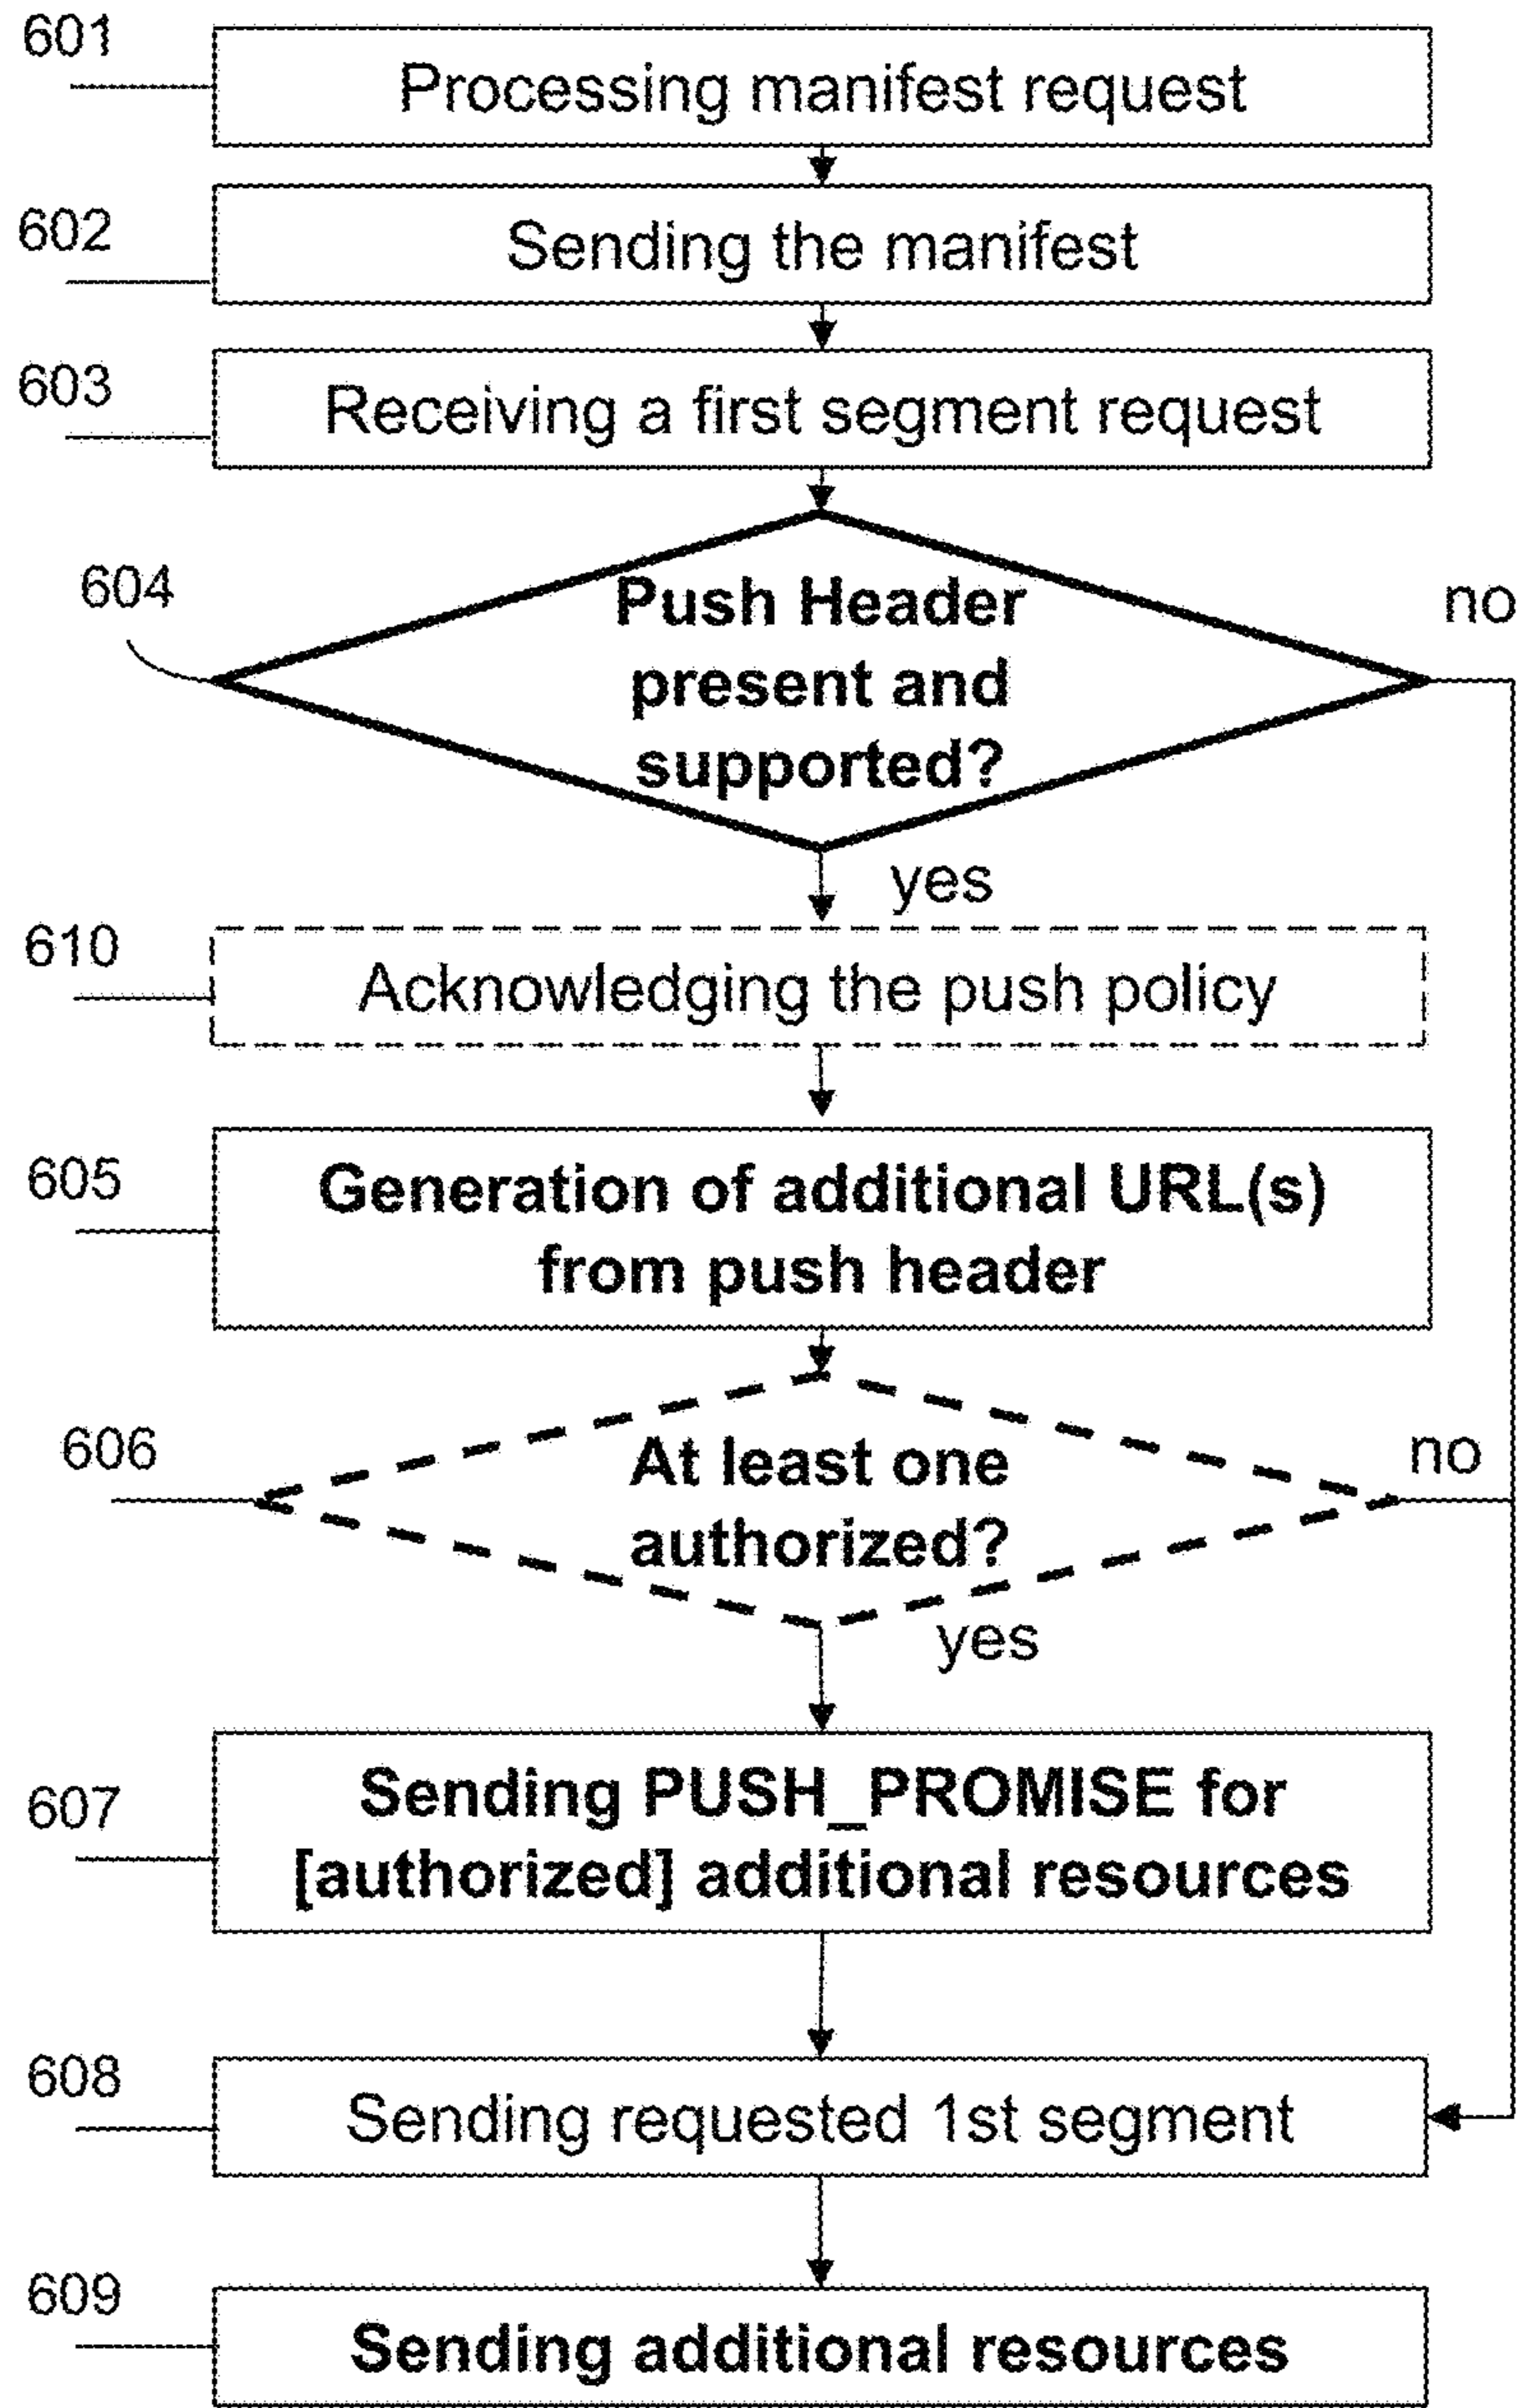 601
Processing manifest request
602
Sending the manifest
603
Receiving a first segment request
604
Push Header
present and
supported?
no
yes
610
Acknowledging the push policy
605
Generation of additional URL(s)
from push header
606
At least one
authorized?
no
yes
607
Sending PUSH_PROMISE for
[authorized] additional resources
608
Sending requested 1st segment
609
Sending additional resources